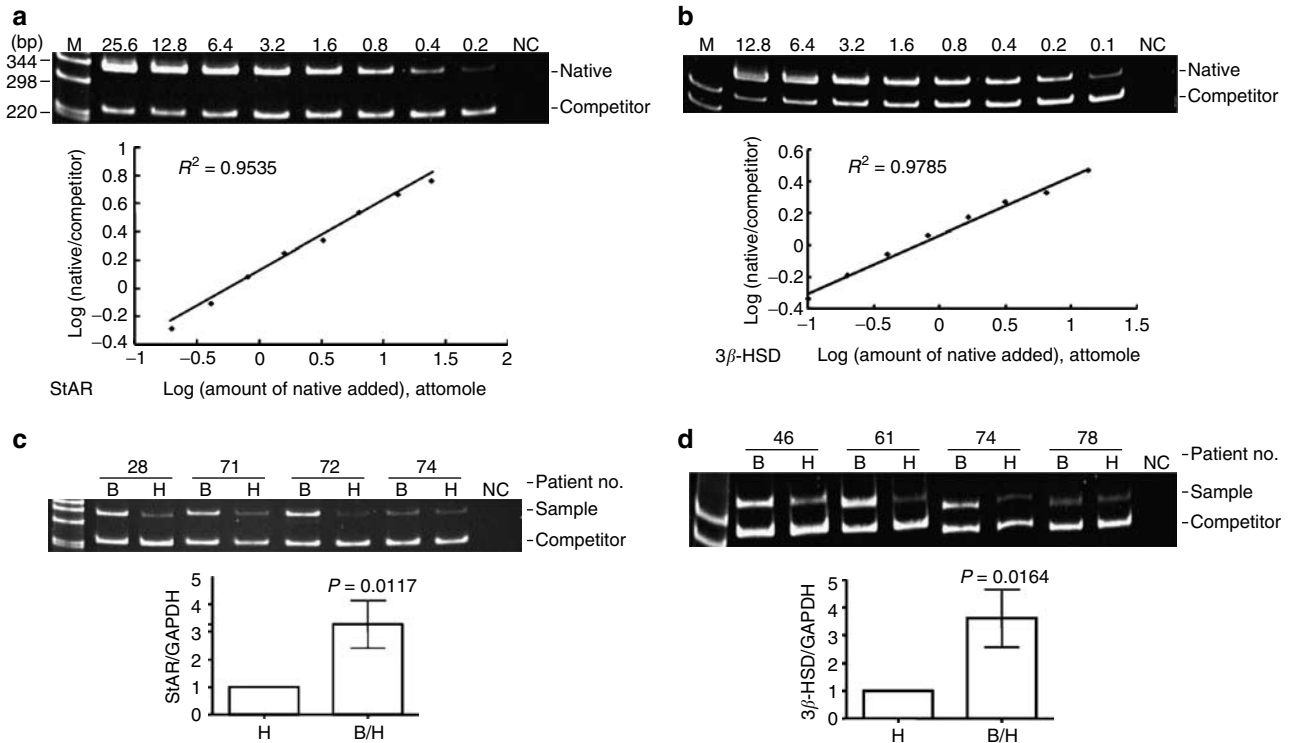 a
(bp) M 25.6 12.8 6.4 3.2 1.6 0.8 0.4 0.2 NC
344
298
220
Native
Competitor
Log (native/competitor)
1
0.8
0.6
0.4
0.2
0
−0.2
−0.4
R² = 0.9535
−1 −0.5 0 0.5 1 1.5 2
StAR Log (amount of native added), attomole
b
M 12.8 6.4 3.2 1.6 0.8 0.4 0.2 0.1 NC
Native
Competitor
Log (native/competitor)
0.6
0.4
0.2
0
−0.2
−0.4
R² = 0.9785
−1 −0.5 0 0.5 1 1.5
3β-HSD Log (amount of native added), attomole
c
28 71 72 74
Patient no.
B H B H B H B H NC
Sample
Competitor
StAR/GAPDH
5
4
3
2
1
0
P = 0.0117
H B/H
d
46 61 74 78
Patient no.
B H B H B H B H NC
Sample
Competitor
3β-HSD/GAPDH
5
4
3
2
1
0
P = 0.0164
H B/H